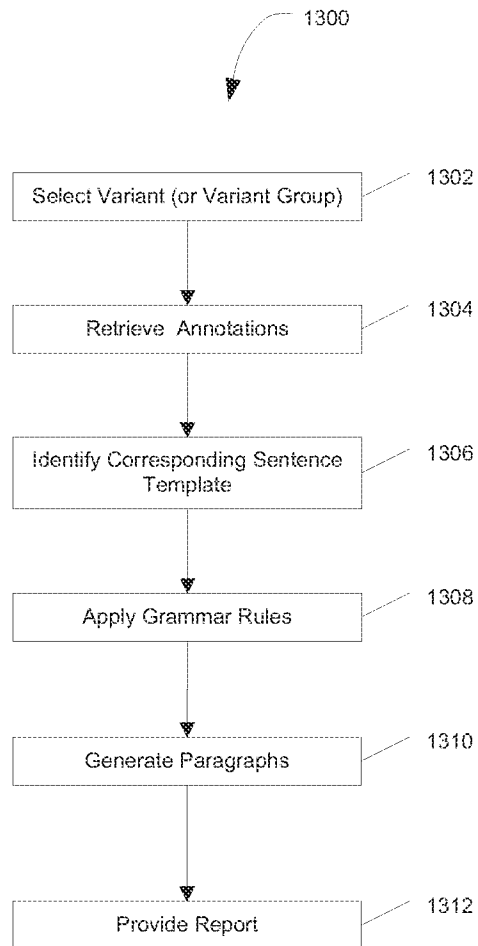 1300
Select Variant (or Variant Group)
1302
Retrieve Annotations
1304
Identify Corresponding Sentence
Template
1306
Apply Grammar Rules
1308
Generate Paragraphs
1310
Provide Report
1312